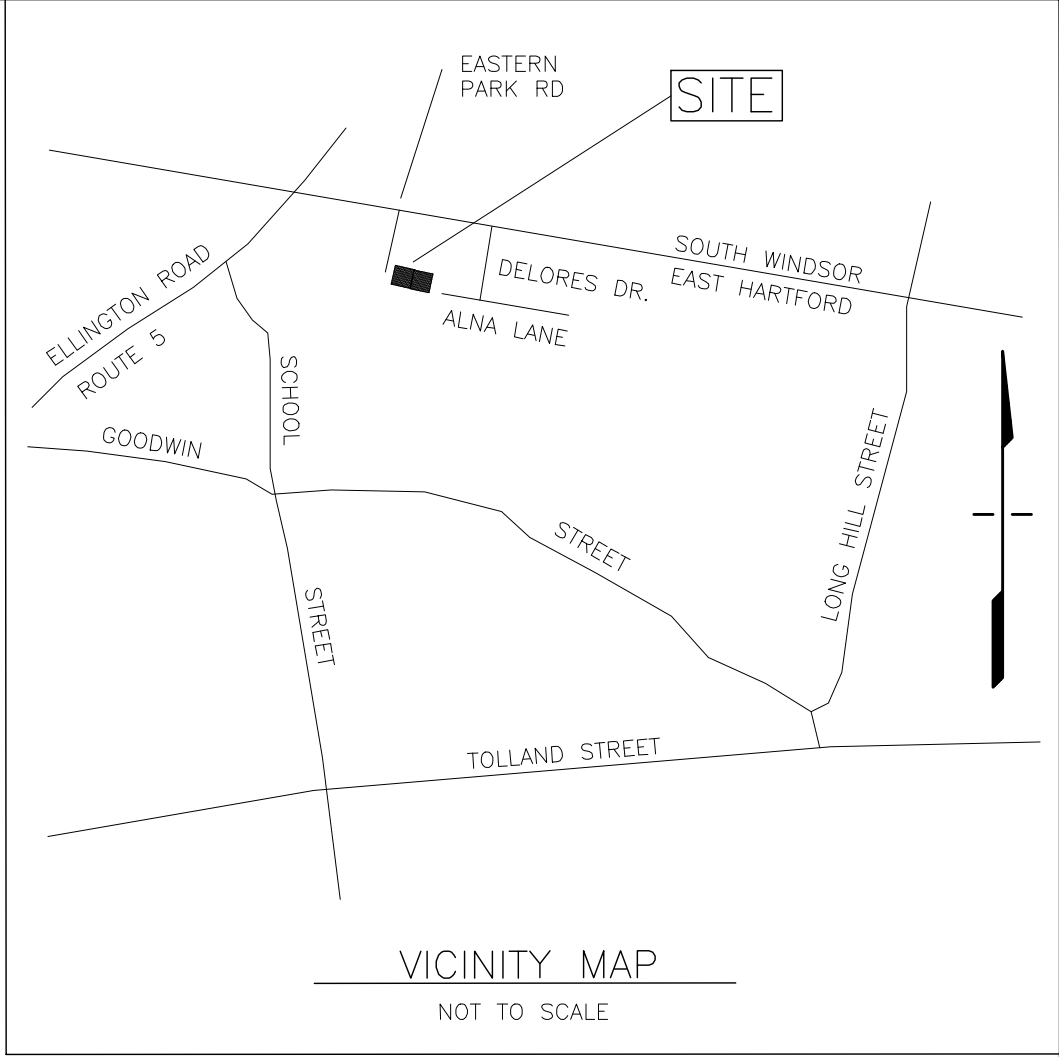 EASTERN
PARK RD
SITE
SOUTH WINDSOR
EAST HARTFORD
DELORES DR.
ALNA LANE
ELLINGTON ROAD
ROUTE 5
SCHOOL
GOODWIN
LONG HILL STREET
STREET
STREET
TOLLAND STREET
VICINITY MAP
NOT TO SCALE